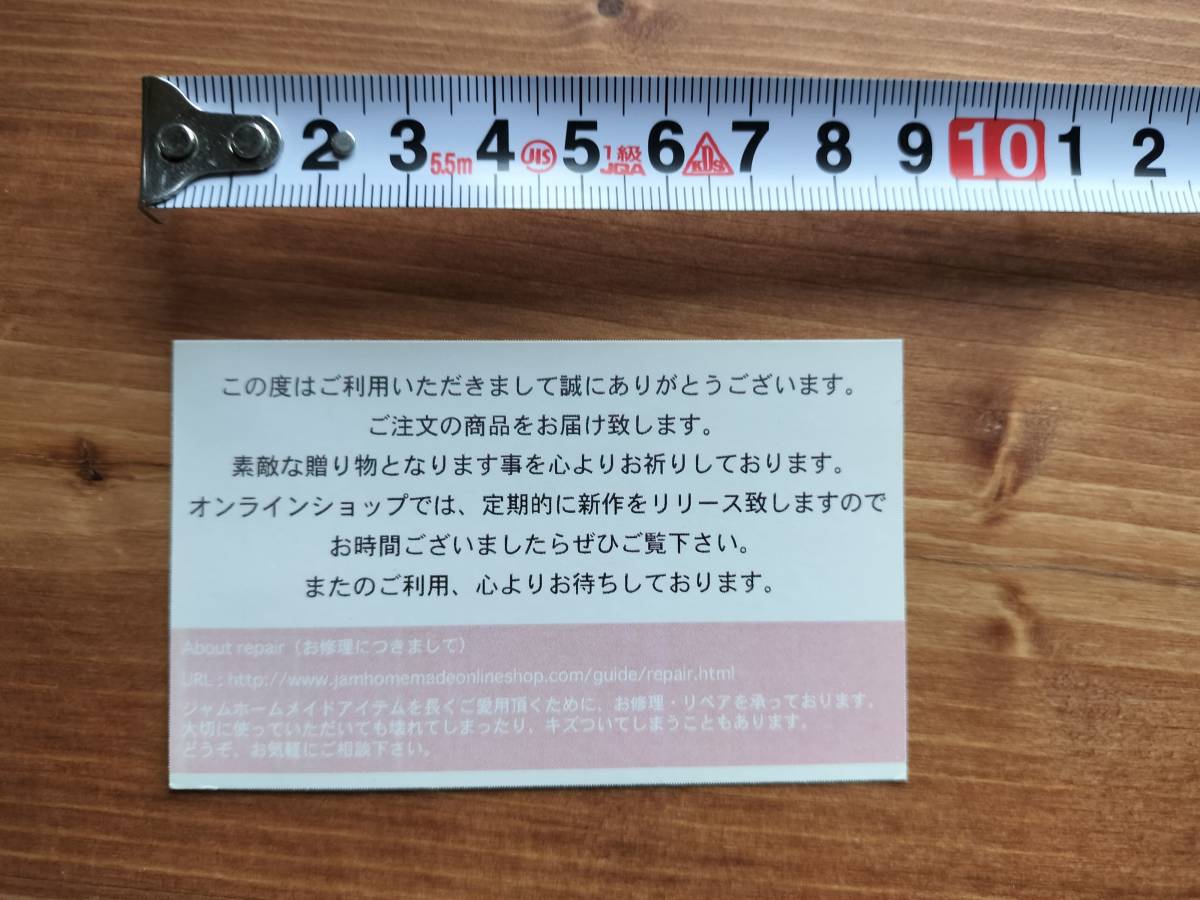 2 3 5.5m 4 JIS 5 1級 JQA 6 KDS 7 8 9 10 1 2
この度はご利用いただきまして誠にありがとうございます。
ご注文の商品をお届け致します。
素敵な贈り物となります事を心よりお祈りしております。
オンラインショップでは、定期的に新作をリリース致しますので
お時間ございましたらぜひご覧下さい。
またのご利用、心よりお待ちしております。
About repair（お修理につきまして）
URL : http://www.jamhomemadeonlineshop.com/guide/repair.html
ジャムホームメイドアイテムを長くご愛用頂くために、お修理・リペアを承っております。
大切に使っていただいても壊れてしまったり、キズついてしまうこともあります。
どうぞ、お気軽にご相談下さい。